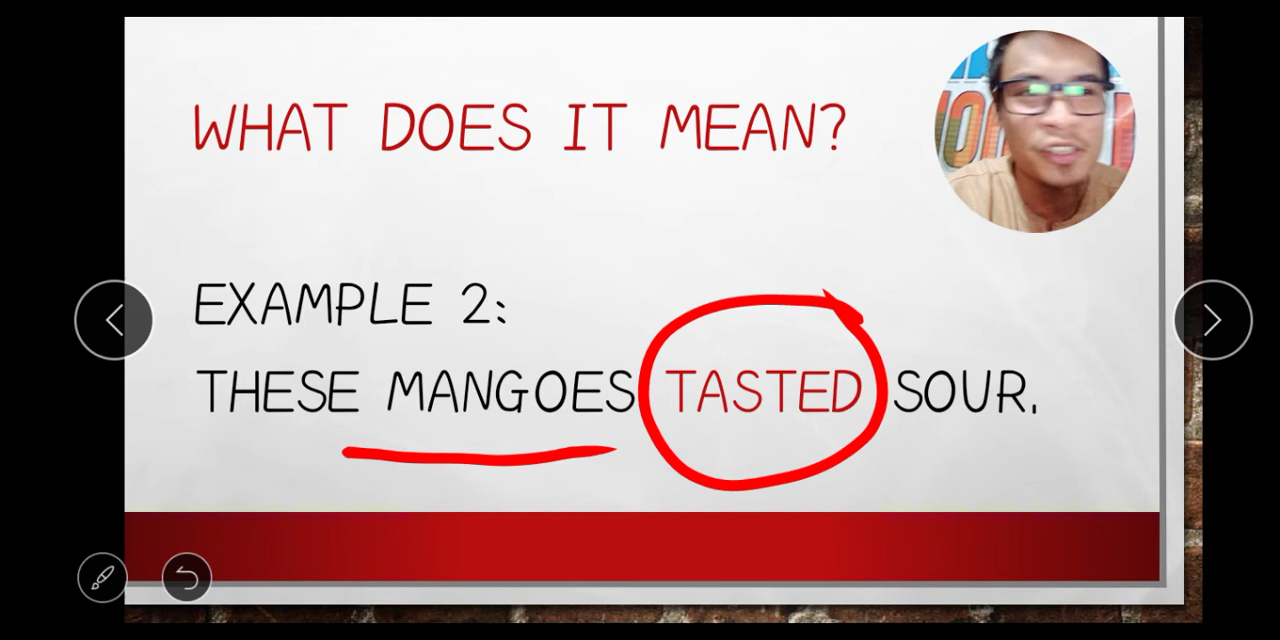 WHAT DOES IT MEAN?
EXAMPLE 2:
THESE MANGOES TASTED SOUR.